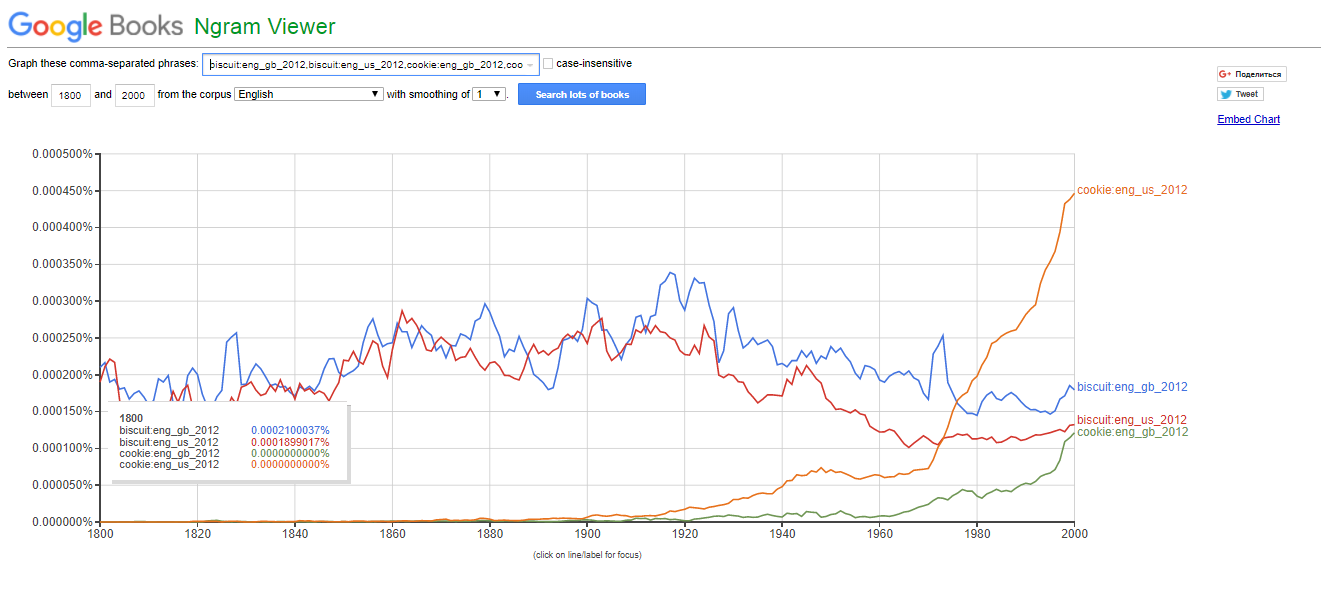 Google Books Ngram Viewer
Graph these comma-separated phrases: biscuit:eng_gb_2012,biscuit:eng_us_2012,cookie:eng_gb_2012,coo case-insensitive
between 1800 and 2000 from the corpus English with smoothing of 1 . Search lots of books
Поделиться
Tweet
Embed Chart
0.000500%
0.000450%
0.000400%
0.000350%
0.000300%
0.000250%
0.000200%
0.000150%
0.000100%
0.000050%
0.000000%
cookie:eng_us_2012
biscuit:eng_gb_2012
biscuit:eng_us_2012
cookie:eng_gb_2012
1800
biscuit:eng_gb_2012 0.0002100037%
biscuit:eng_us_2012 0.0001899017%
cookie:eng_gb_2012 0.0000000000%
cookie:eng_us_2012 0.0000000000%
1800 1820 1840 1860 1880 1900 1920 1940 1960 1980 2000
(click on line/label for focus)